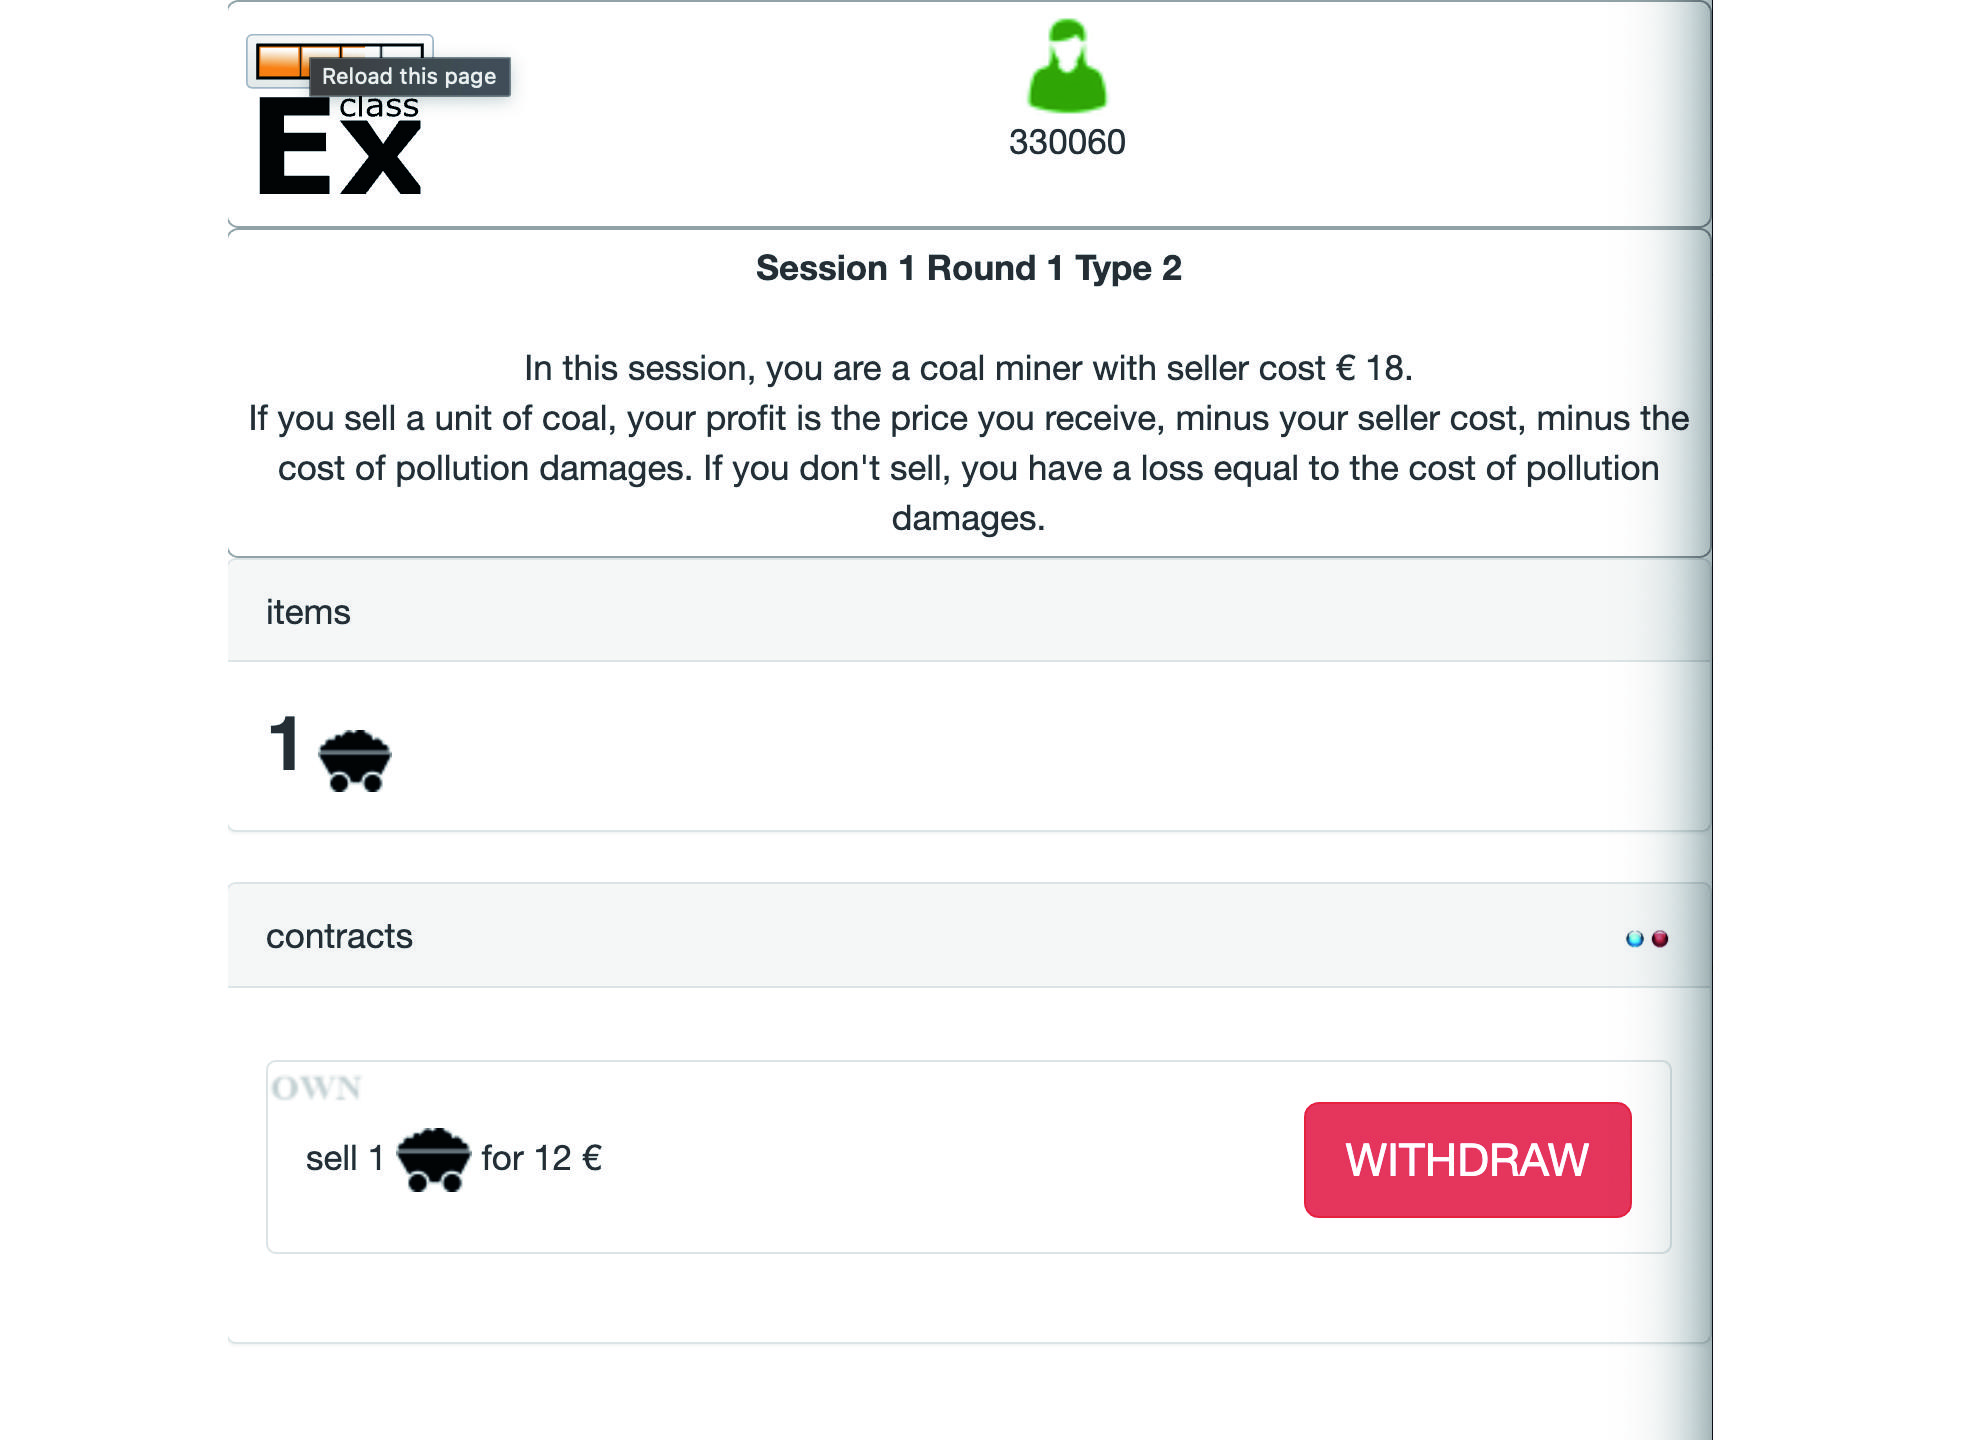 Reload this page
class
Ex
330060
Session 1 Round 1 Type 2
In this session, you are a coal miner with seller cost € 18.
If you sell a unit of coal, your profit is the price you receive, minus your seller cost, minus the
cost of pollution damages. If you don't sell, you have a loss equal to the cost of pollution
damages.
items
1
contracts
OWN
sell 1 for 12 €
WITHDRAW